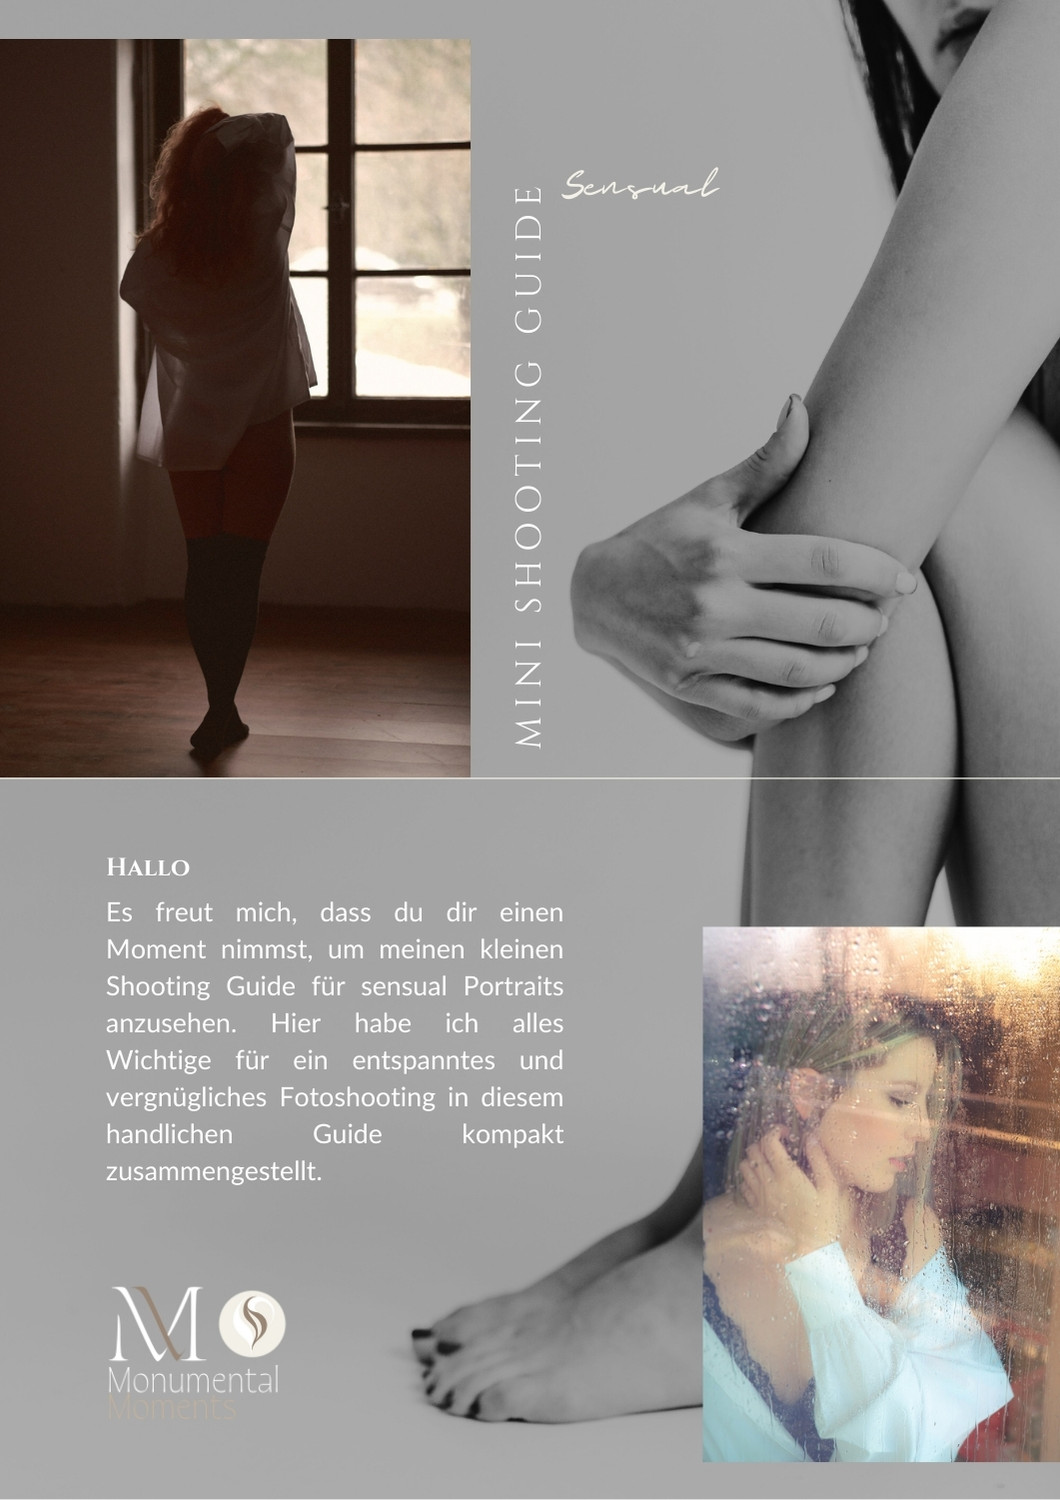 Sensual
MINI SHOOTING GUIDE
HALLO
Es freut mich, dass du dir einen
Moment nimmst, um meinen kleinen
Shooting Guide für sensual Portraits
anzusehen. Hier habe ich alles
Wichtige für ein entspanntes und
vergnügliches Fotoshooting in diesem
handlichen Guide kompakt
zusammengestellt.
M
Monumental
Moments